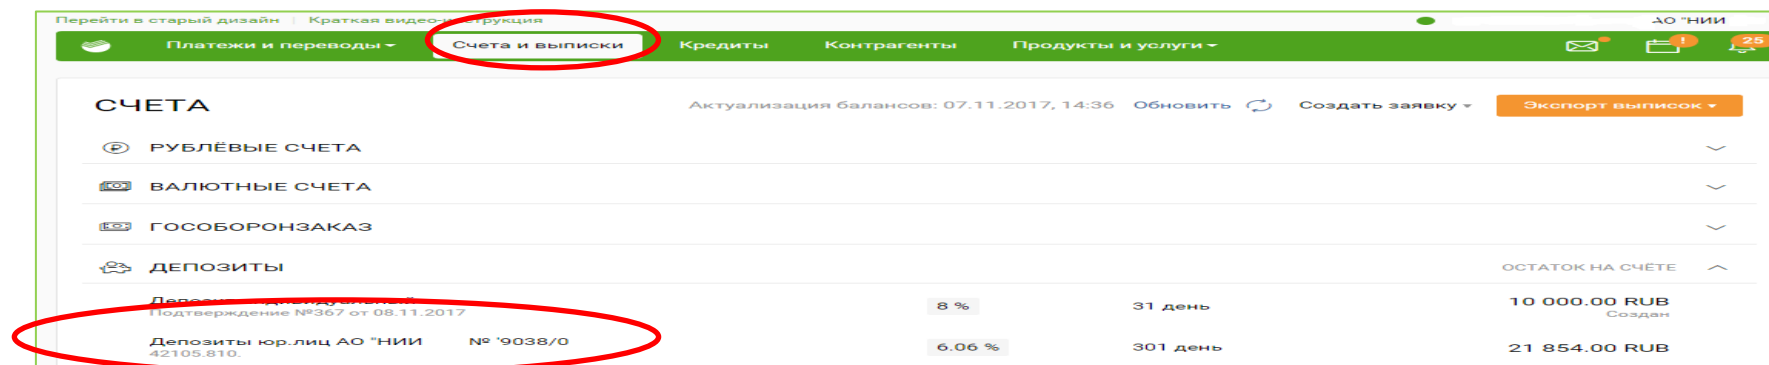 Перейти в старый дизайн | Краткая видео-инструкция АО "НИИ
Платежи и переводы Счета и выписки Кредиты Контрагенты Продукты и услуги ! 25
СЧЕТА Актуализация балансов: 07.11.2017, 14:36 Обновить Создать заявку Экспорт выписок
РУБЛЁВЫЕ СЧЕТА
ВАЛЮТНЫЕ СЧЕТА
ГОСОБОРОНЗАКАЗ
ДЕПОЗИТЫ ОСТАТОК НА СЧЁТЕ
Депозит индивидуальный 8 % 31 день 10 000.00 RUB
Подтверждение №367 от 08.11.2017 Создан
Депозиты юр.лиц АО "НИИ № '9038/0 6.06 % 301 день 21 854.00 RUB
42105.810.